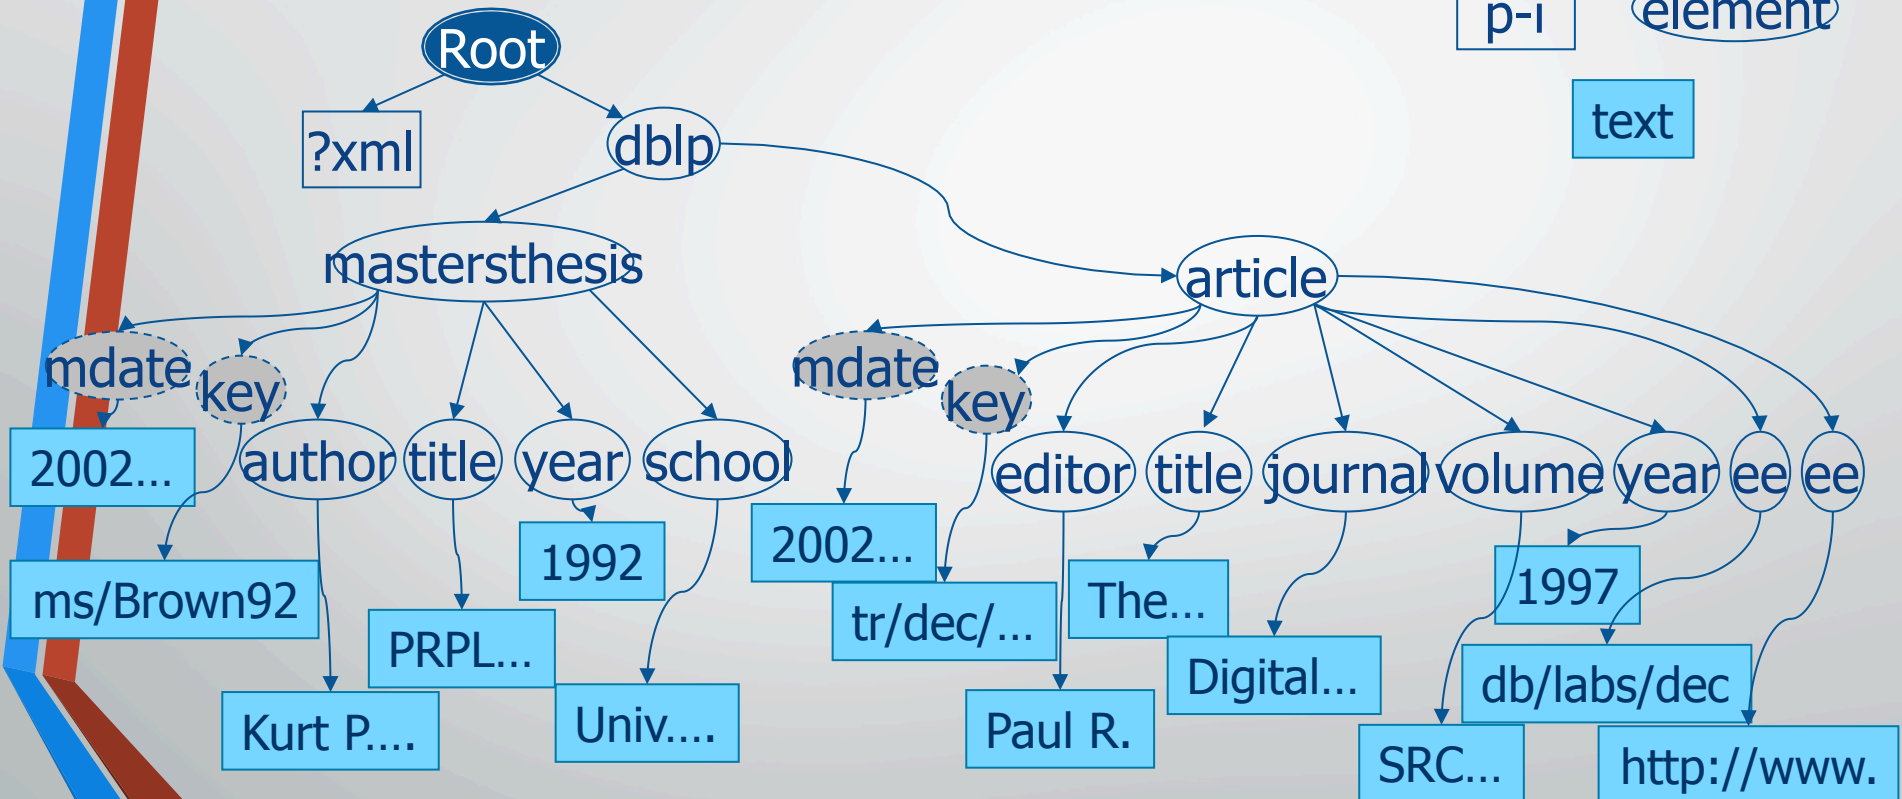 p-i
element
Root
text
?xml
dblp
mastersthesis
article
mdate
key
mdate
key
author
title
year
school
editor
title
journal
volume
year
ee
ee
2002...
1992
2002...
ms/Brown92
tr/dec/...
The...
1997
PRPL...
Digital...
db/labs/dec
Kurt P....
Univ....
Paul R.
SRC...
http://www.